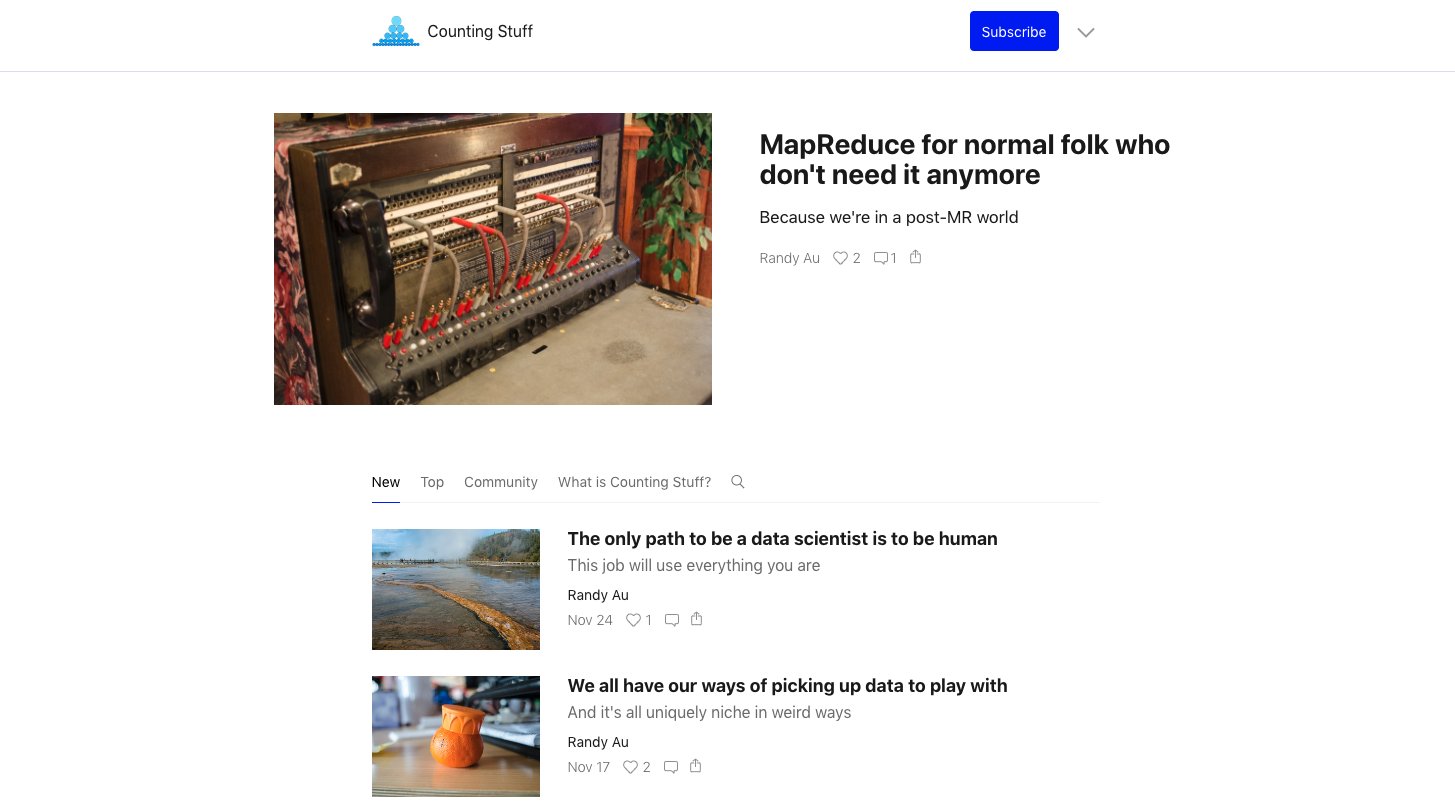 Counting Stuff
Subscribe
MapReduce for normal folk who
don't need it anymore
Because we're in a post-MR world
Randy Au 2 1
New Top Community What is Counting Stuff?
The only path to be a data scientist is to be human
This job will use everything you are
Randy Au
Nov 24 1
We all have our ways of picking up data to play with
And it's all uniquely niche in weird ways
Randy Au
Nov 17 2